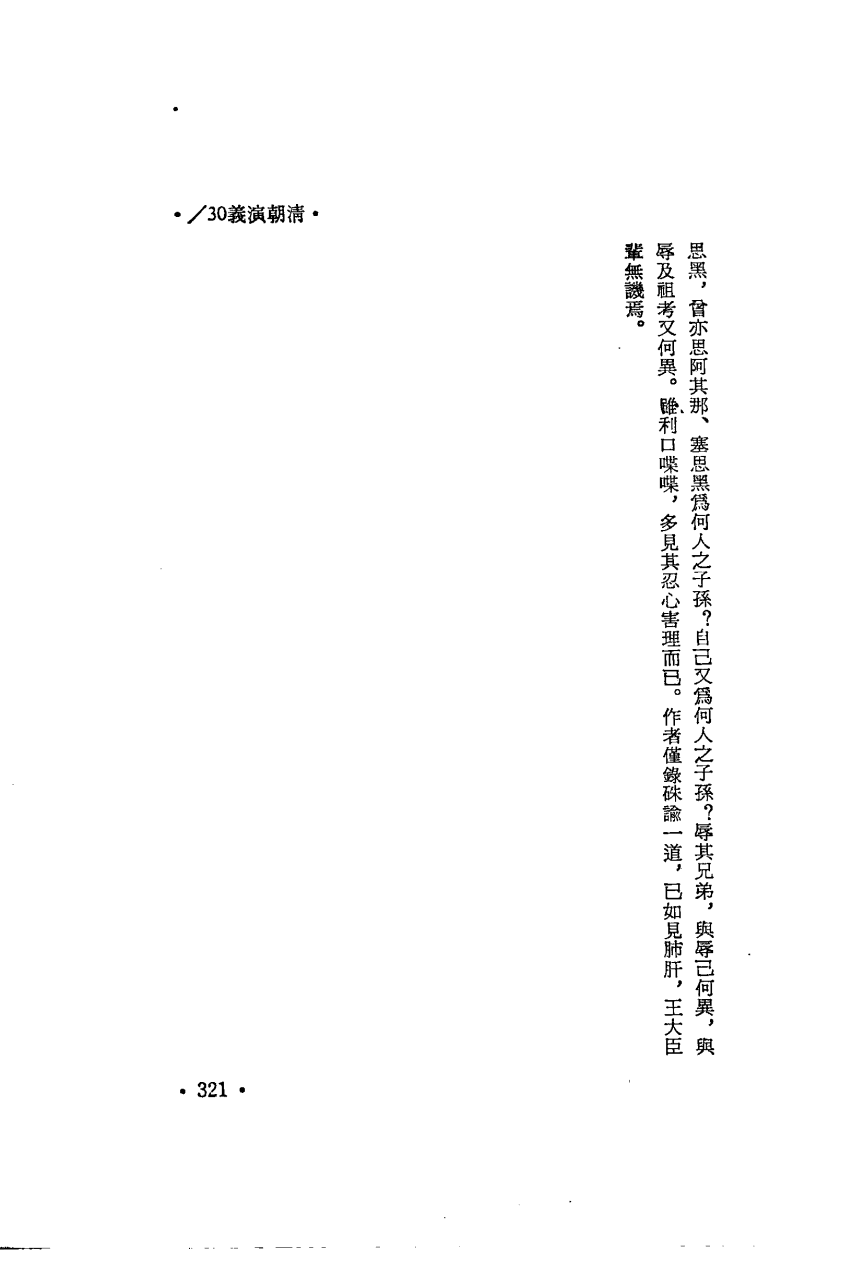 •／30義演朝清•
思黑，曾亦思阿其那、塞思黑爲何人之子孫？自己又爲何人之子孫？辱其兄弟，與辱己何異，與
辱及祖考又何異。雖利口喋喋，多見其忍心害理而已。作者僅錄硃諭一道，已如見肺肝，王大臣
輩無譏焉。
• 321 •